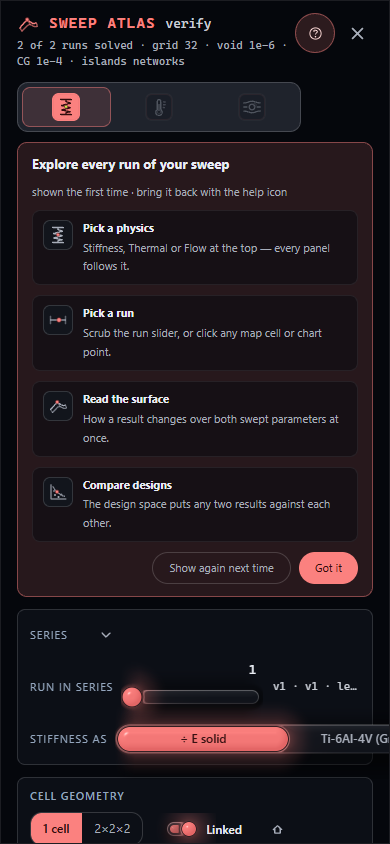 SWEEP ATLAS verify
2 of 2 runs solved · grid 32 · void 1e-6 ·
CG 1e-4 · islands networks
Explore every run of your sweep
shown the first time · bring it back with the help icon
Pick a physics
Stiffness, Thermal or Flow at the top — every panel
follows it.
Pick a run
Scrub the run slider, or click any map cell or chart
point.
Read the surface
How a result changes over both swept parameters at
once.
Compare designs
The design space puts any two results against each
other.
Show again next time
Got it
SERIES
1
RUN IN SERIES
v1 · v1 · le…
STIFFNESS AS
÷ E solid
Ti-6Al-4V (G
CELL GEOMETRY
1 cell
2×2×2
Linked